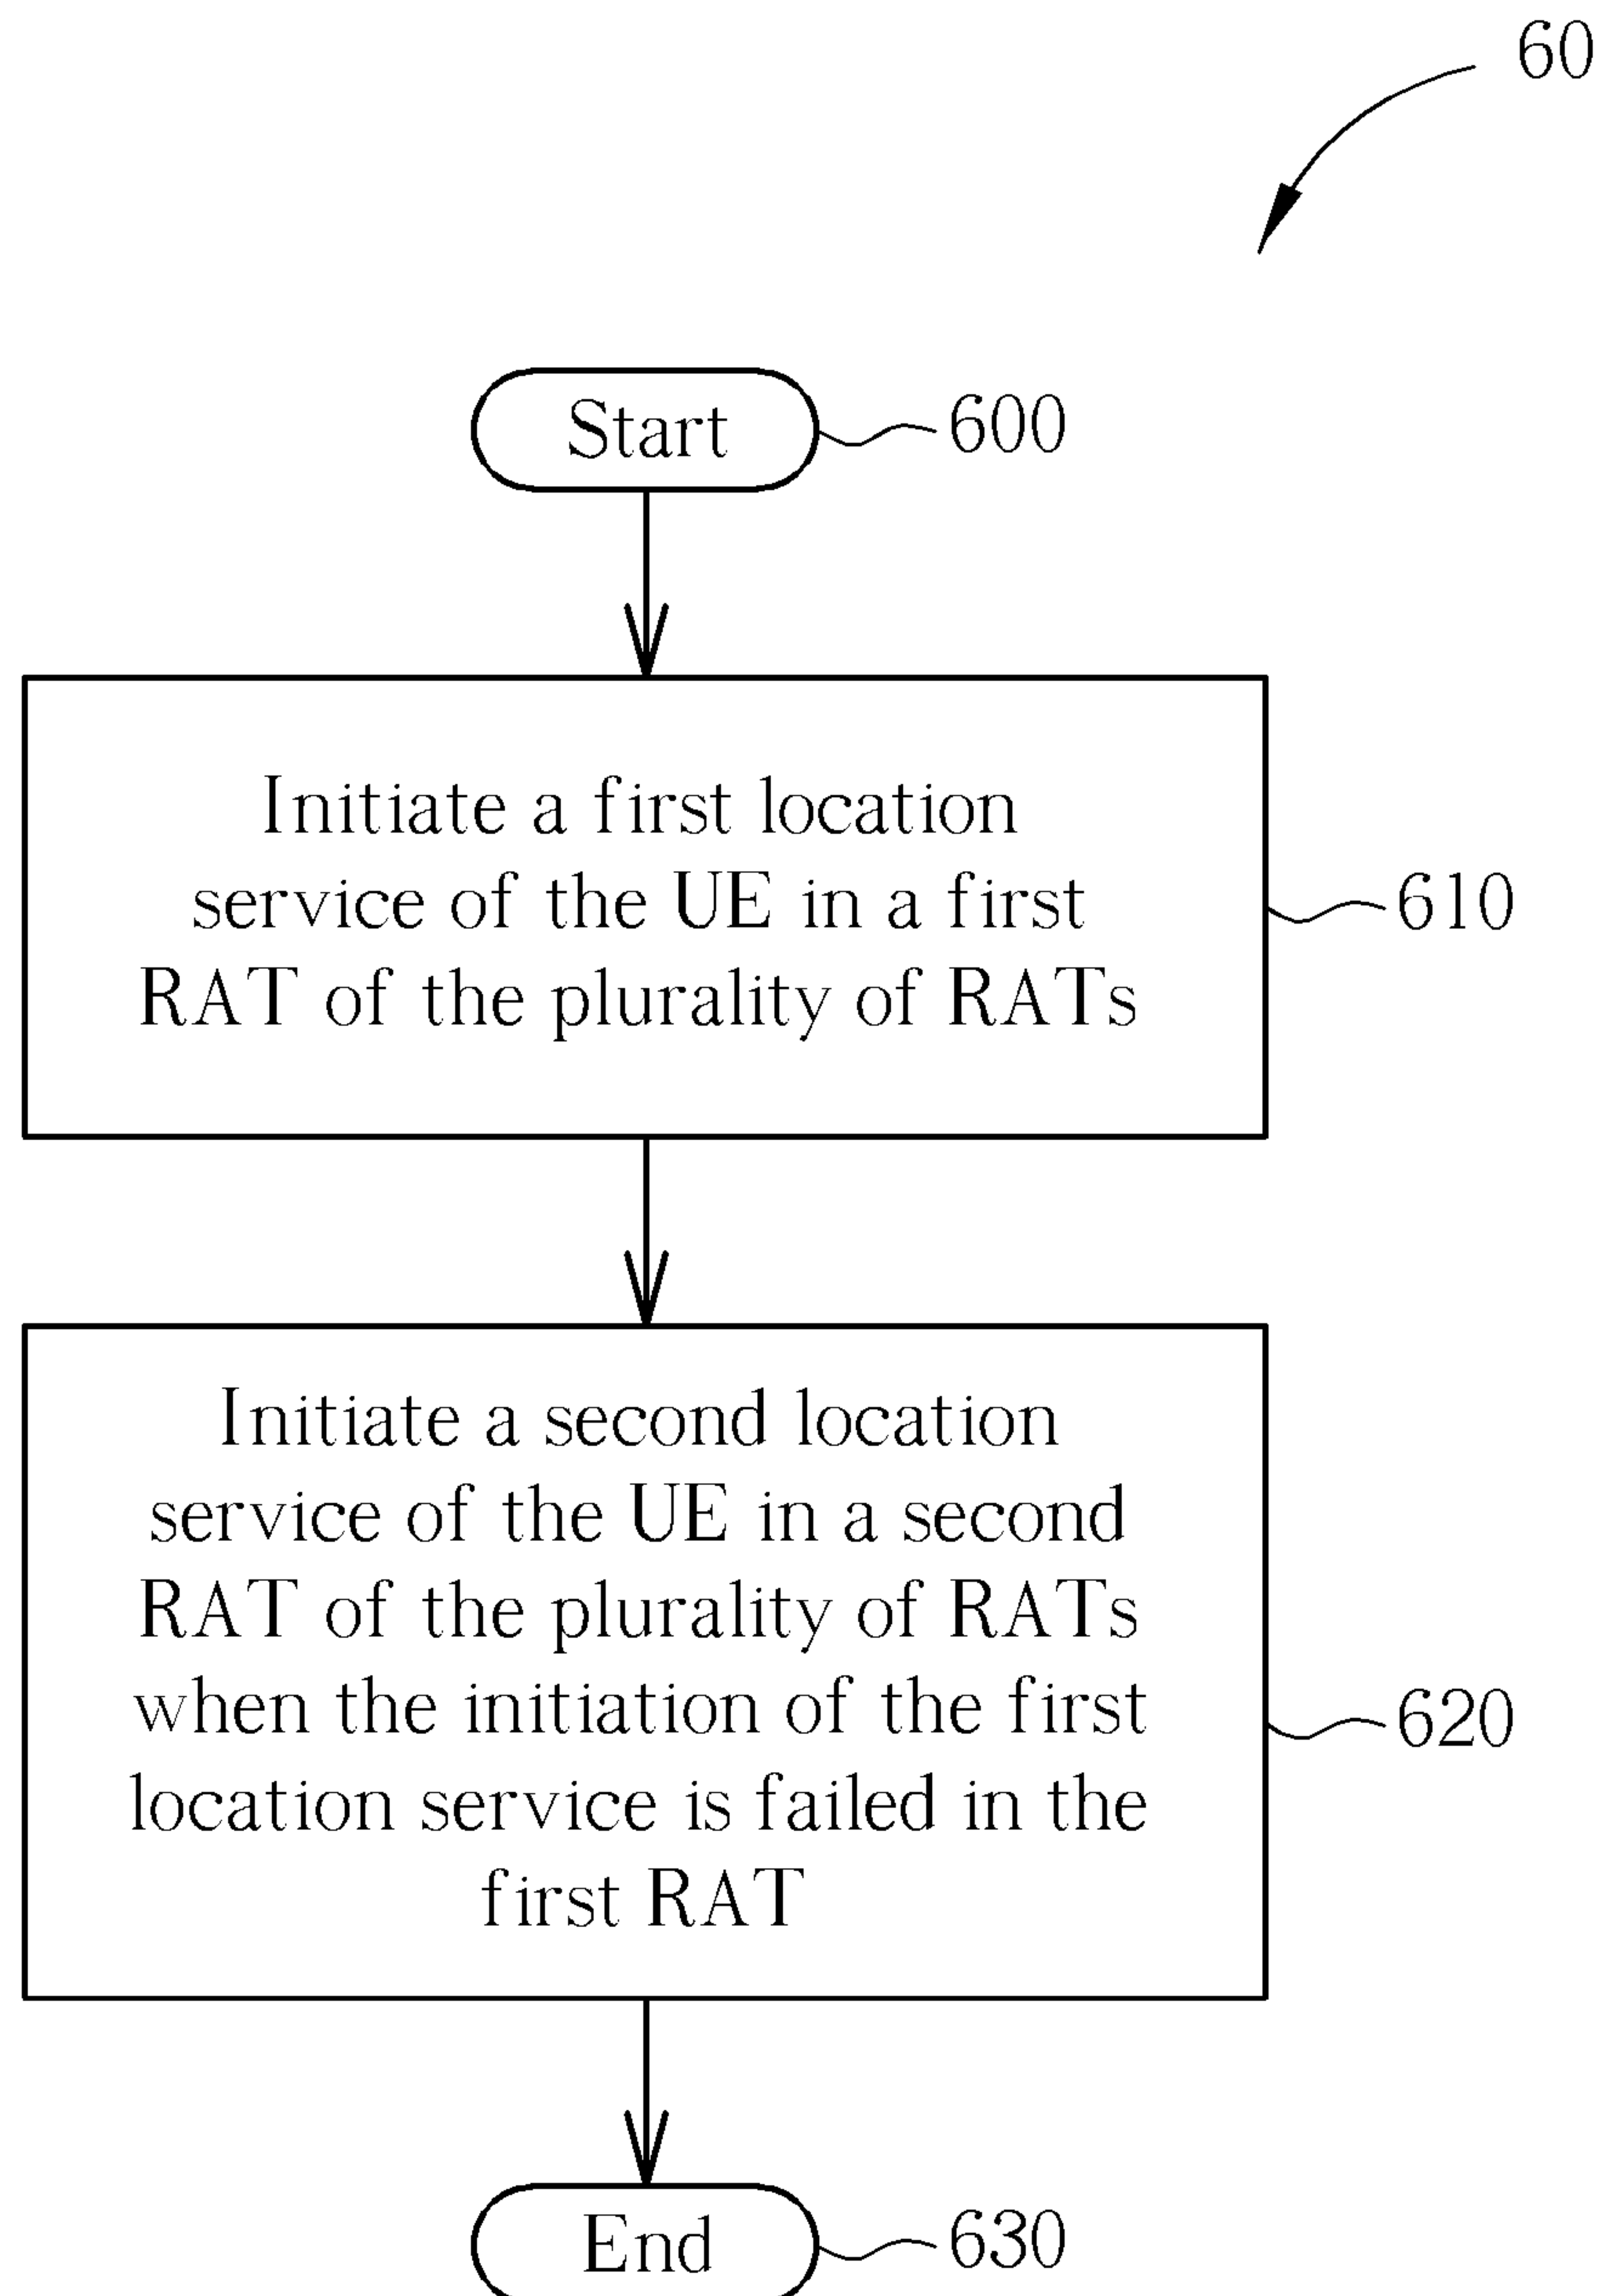 60
Start
600
Initiate a first location
service of the UE in a first
RAT of the plurality of RATs
610
Initiate a second location
service of the UE in a second
RAT of the plurality of RATs
when the initiation of the first
location service is failed in the
first RAT
620
End
630